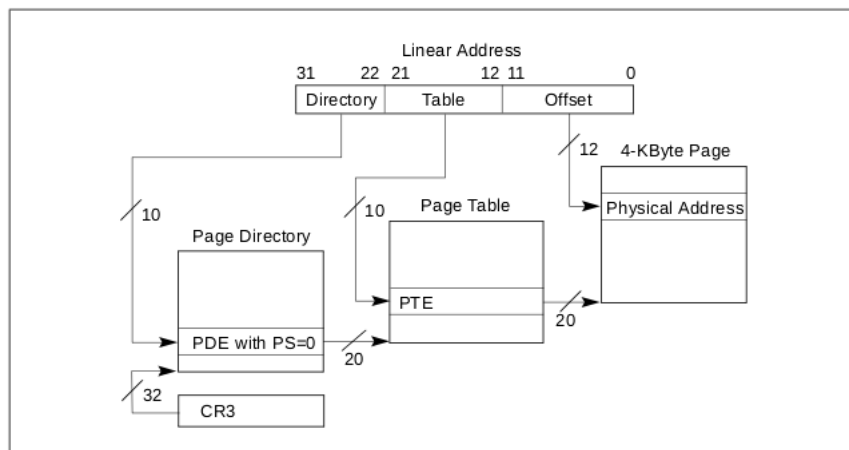 Linear Address
31 22 21 12 11 0
Directory Table Offset
12 4-KByte Page
10 10 Page Table Physical Address
Page Directory
PTE
20
PDE with PS=0
20
32
CR3